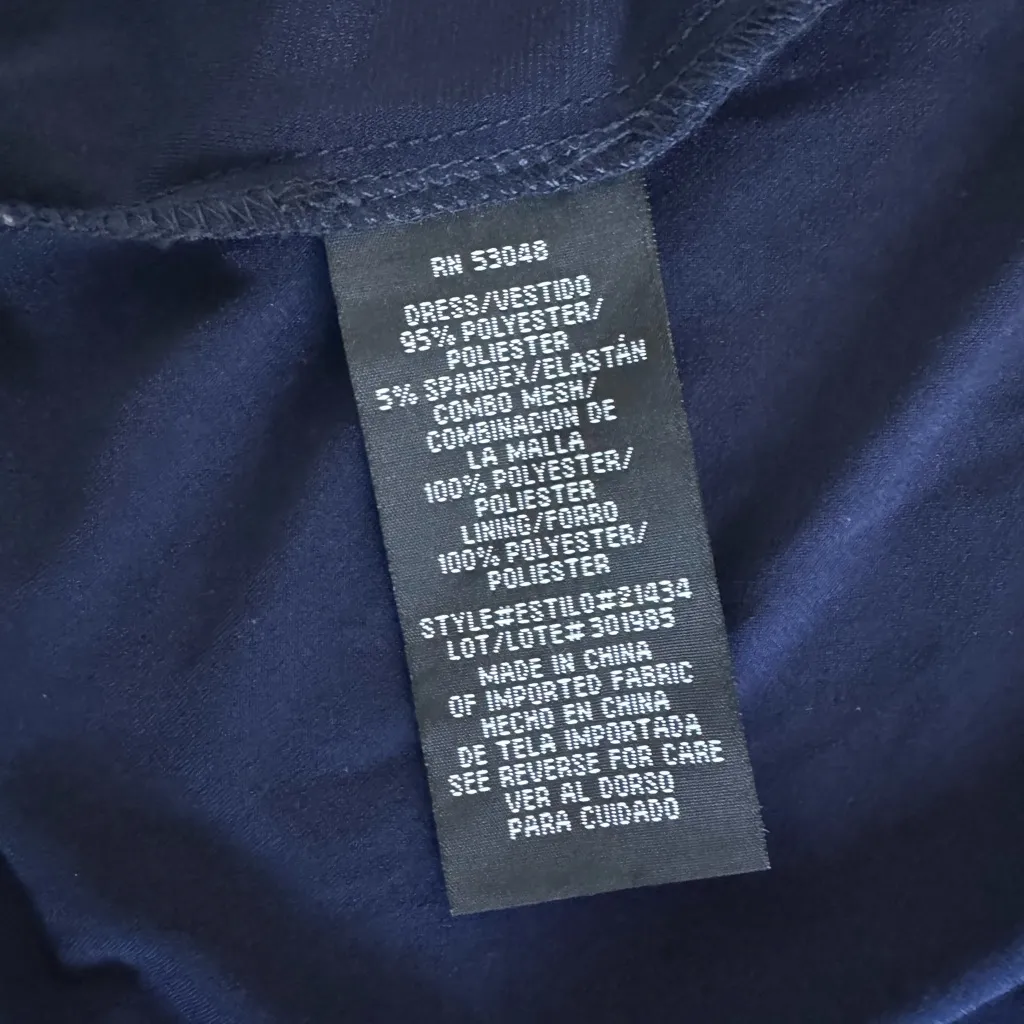 RN 53048
DRESS/VESTIDO
95% POLYESTER/
POLIESTER
5% SPANDEX/ELASTÁN
COMBO MESH/
COMBINACION DE
LA MALLA
100% POLYESTER/
POLIESTER
LINING/FORRO
100% POLYESTER/
POLIESTER
STYLE#ESTILO#21434
LOT/LOTE#301985
MADE IN CHINA
OF IMPORTED FABRIC
HECHO EN CHINA
DE TELA IMPORTADA
SEE REVERSE FOR CARE
VER AL DORSO
PARA CUIDADO